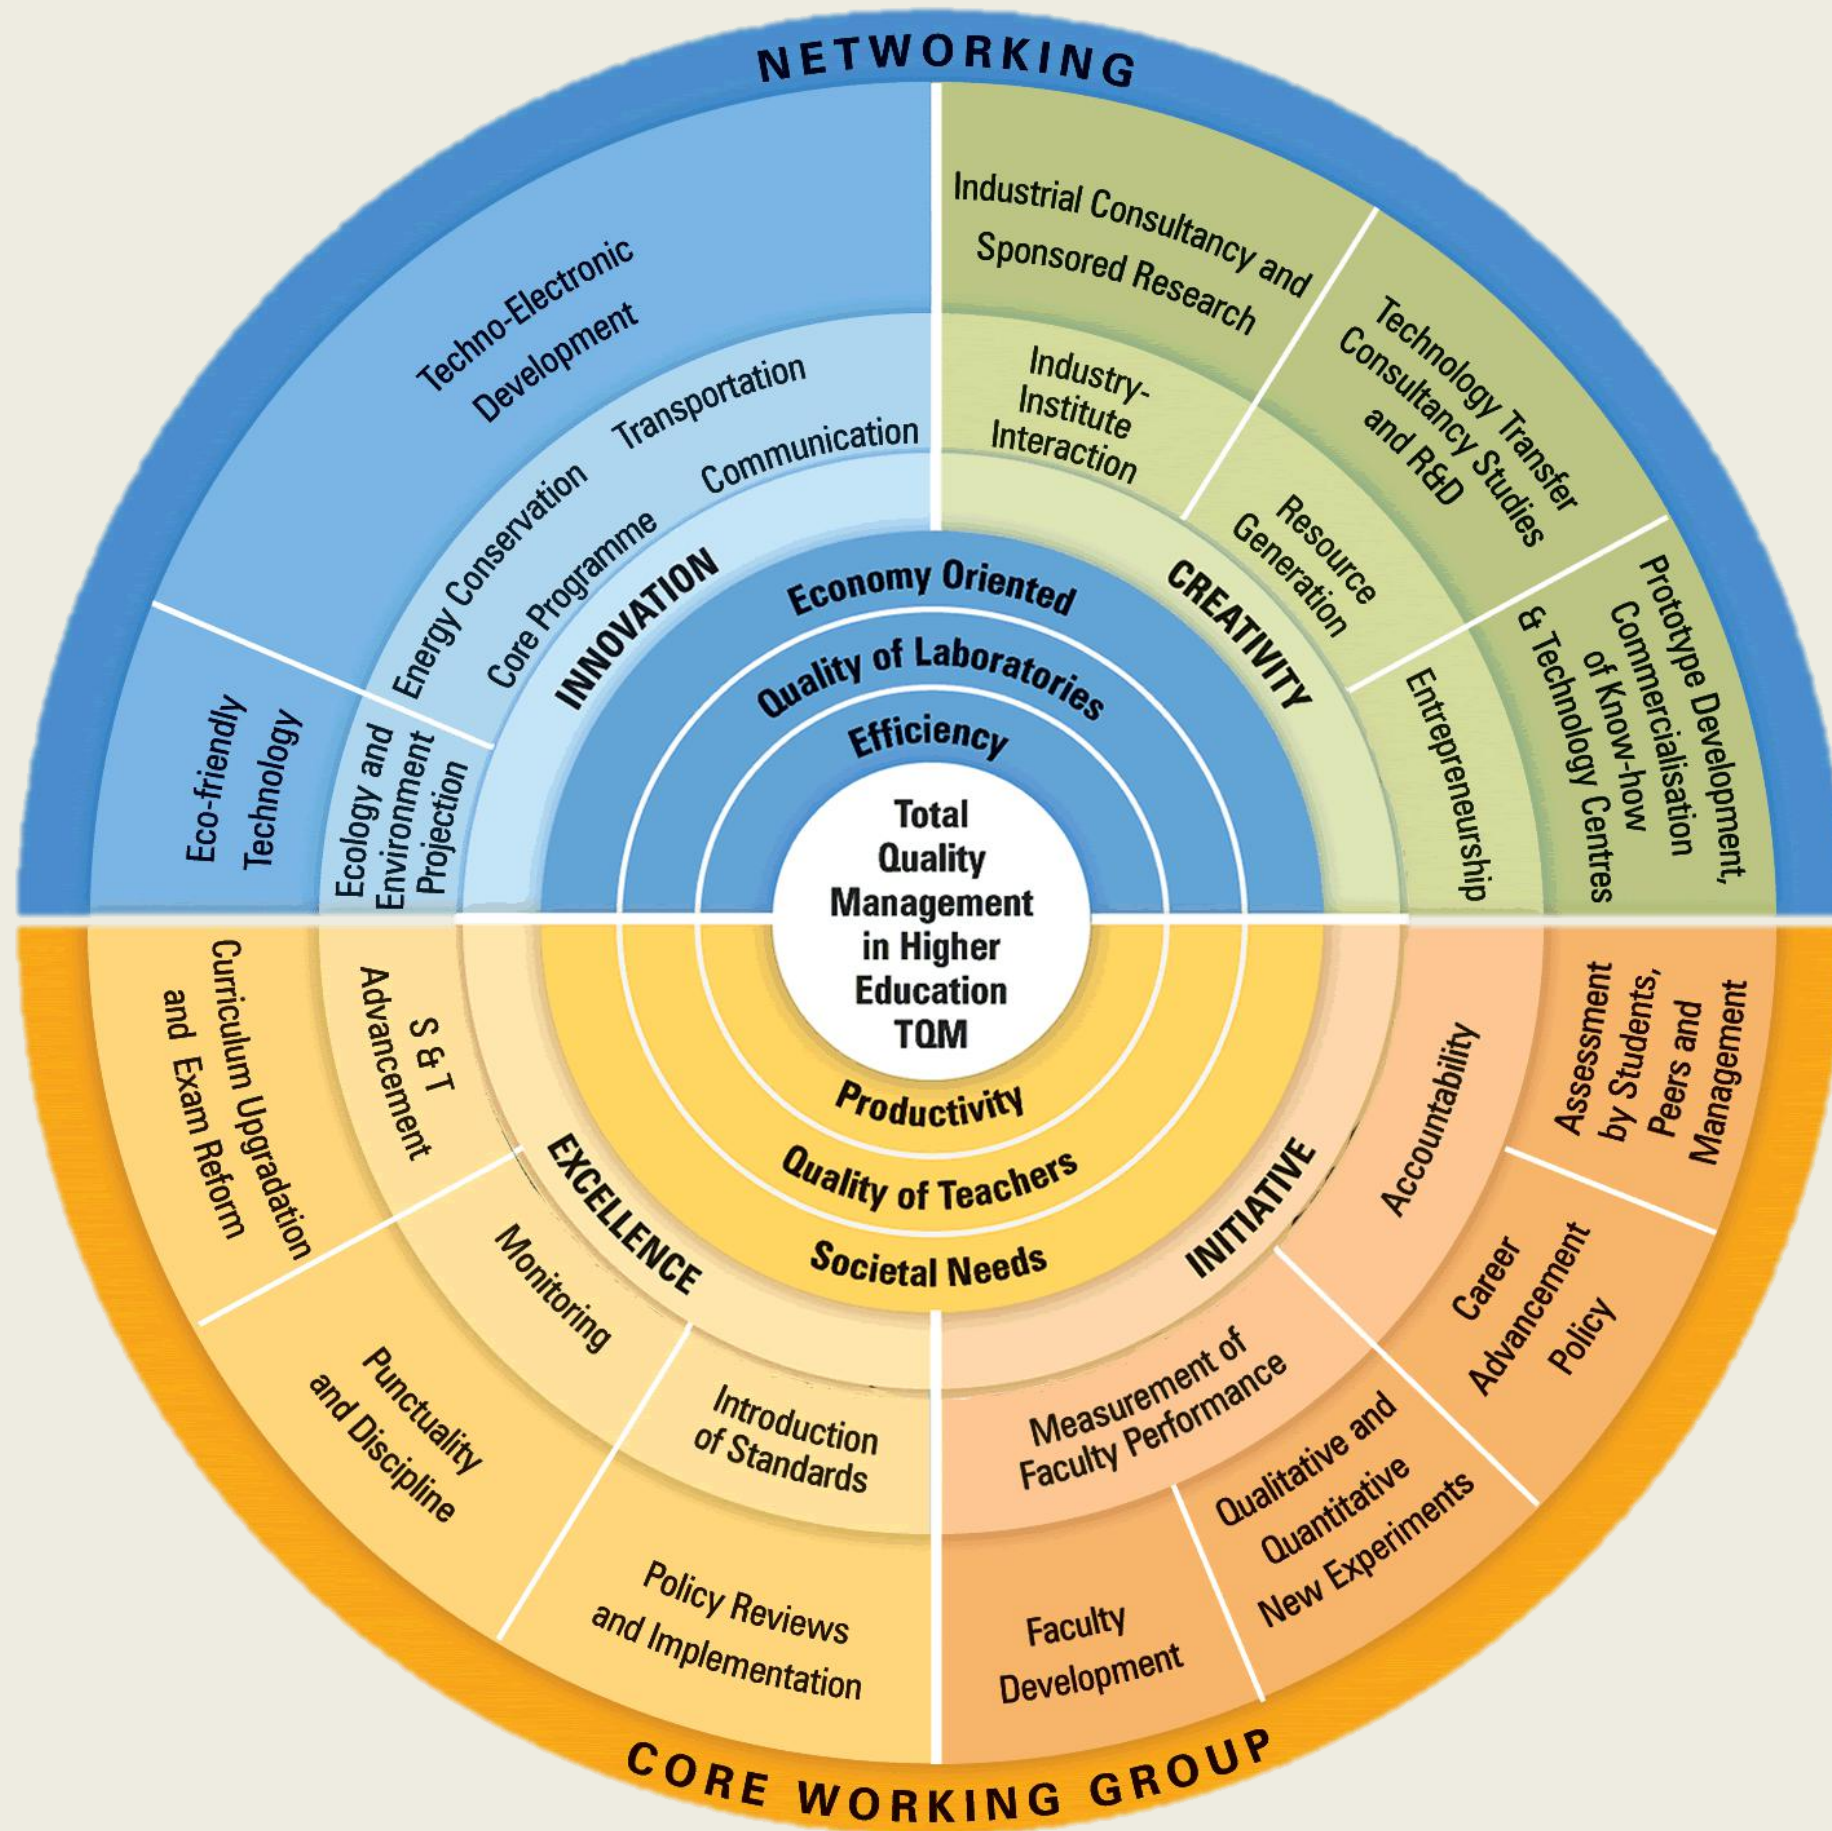 NETWORKING
Techno-Electronic
Development
Transportation
Communication
Energy Conservation
Core Programme
INNOVATION
Eco-friendly
Technology
Ecology and
Environment
Projection
Industrial Consultancy and
Sponsored Research
Industry-
Institute
Interaction
Technology Transfer
Consultancy Studies
and R&D
Resource
Generation
CREATIVITY
Prototype Development,
Commercialisation
of Know-how
& Technology Centres
Entrepreneurship
Economy Oriented
Quality of Laboratories
Efficiency
Total
Quality
Management
in Higher
Education
TQM
Productivity
Quality of Teachers
Societal Needs
Curriculum Upgradation
and Exam Reform
S & T
Advancement
EXCELLENCE
Monitoring
Punctuality
and Discipline
Introduction
of Standards
Policy Reviews
and Implementation
INITIATIVE
Accountability
Assessment
by Students,
Peers and
Management
Career
Advancement
Policy
Measurement of
Faculty Performance
Qualitative and
Quantitative
New Experiments
Faculty
Development
CORE WORKING GROUP